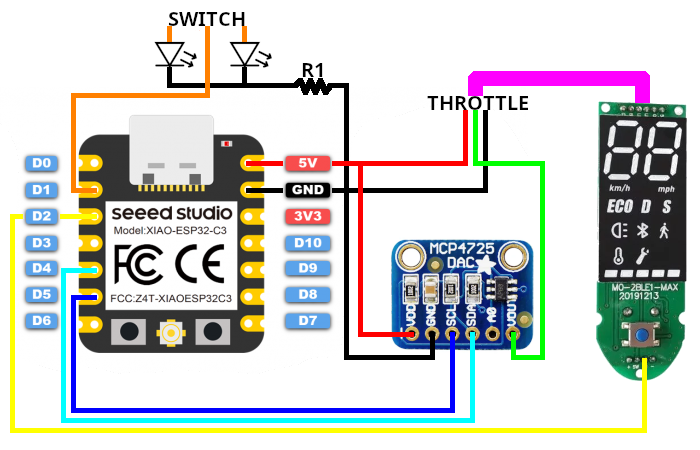 SWITCH
R1
THROTTLE
D0
D1
D2
D3
D4
D5
D6
5V
GND
3V3
D10
D9
D8
D7
seeed studio
Model:XIAO-ESP32-C3
FC CE
FCC:Z4T-XIAOESP32C3
MCP4725
DAC
VDD
GND
SCL
SDA
A0
VOUT
88
km/h mph
ECO D S
MO-2BLE1-MAX
20191213